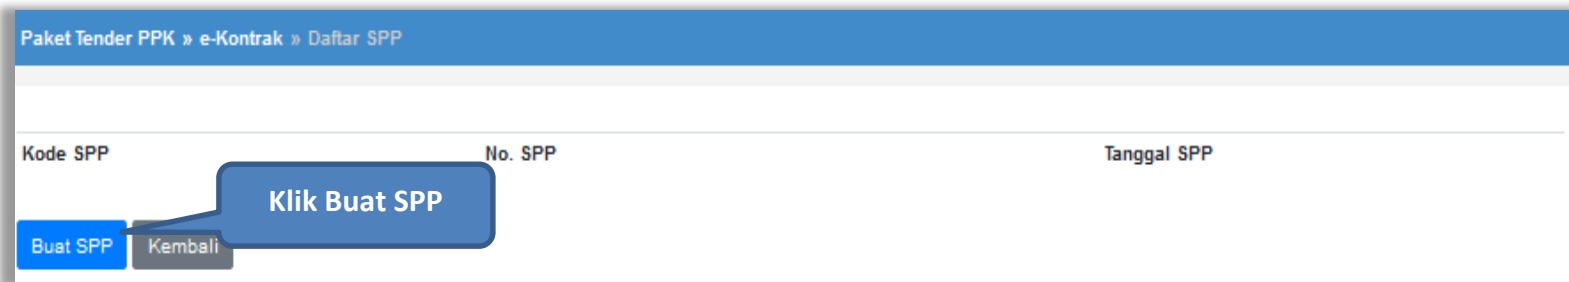 Paket Tender PPK » e-Kontrak » Daftar SPP
Kode SPP No. SPP Tanggal SPP
Klik Buat SPP
Buat SPP Kembali